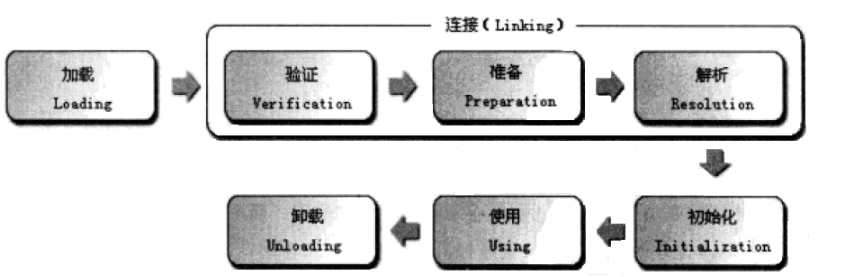 连接(Linking)
加载
Loading
验证
Verification
准备
Preparation
解析
Resolution
初始化
Initialization
使用
Using
卸载
Unloading